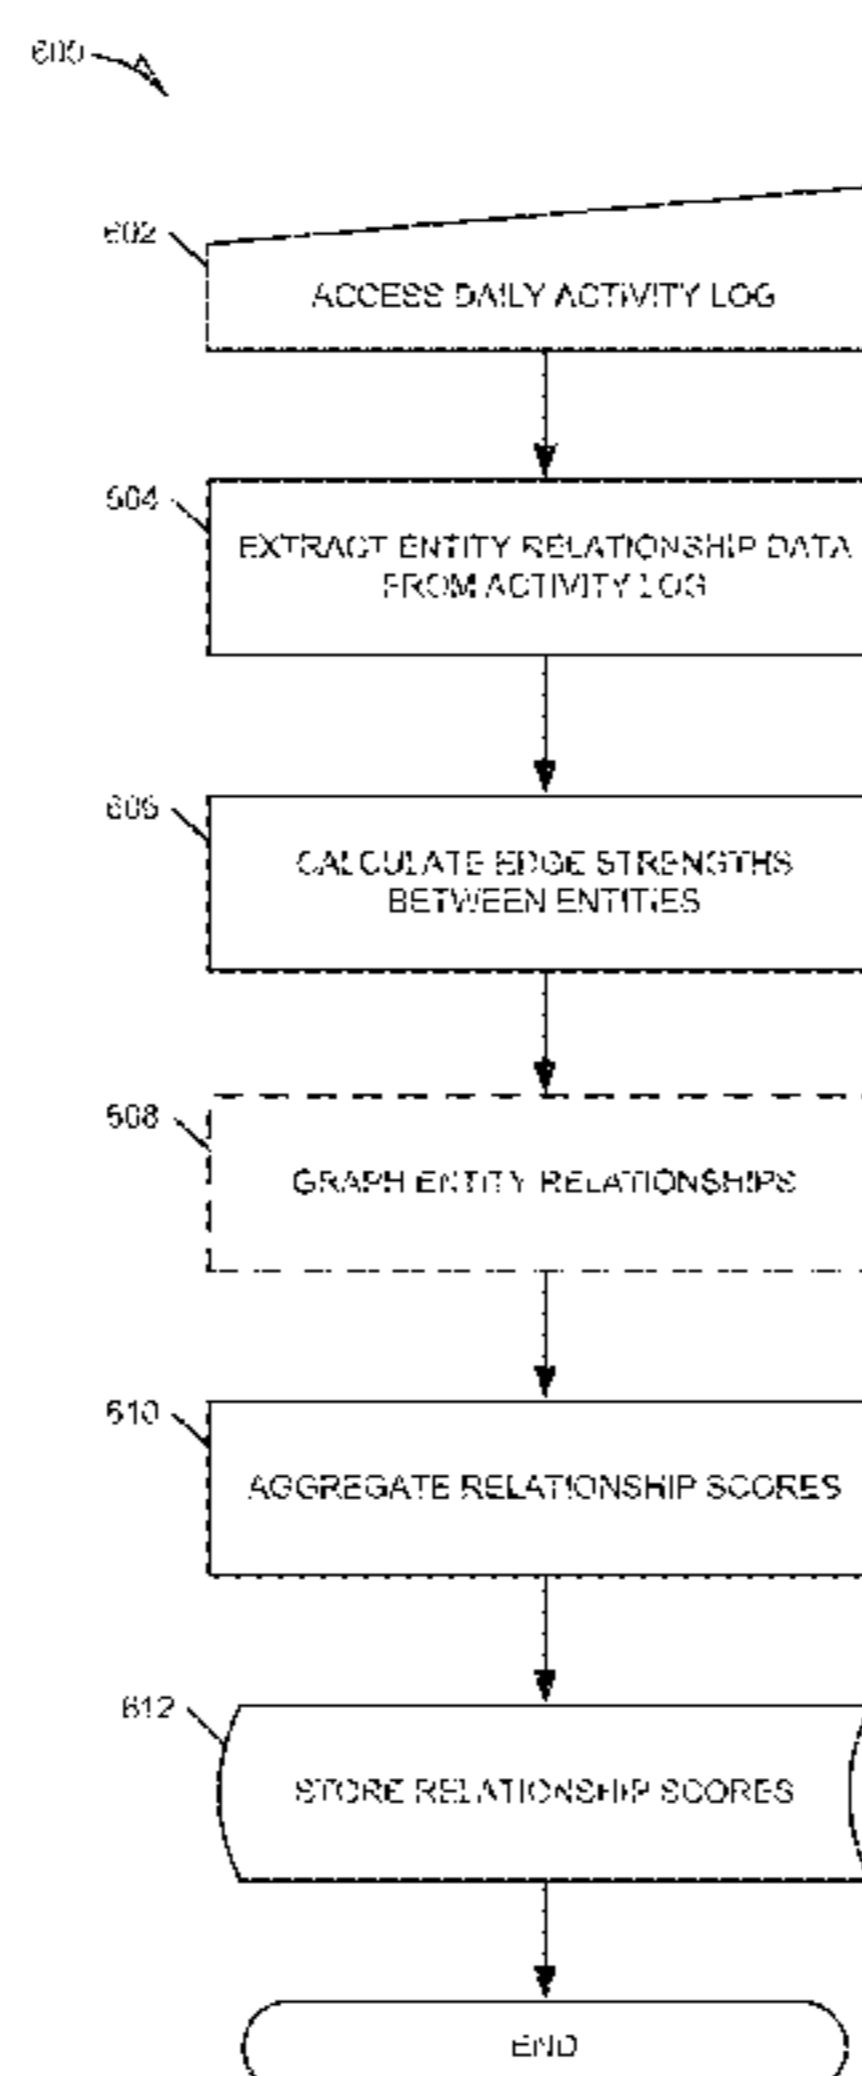 600
602
ACCESS DAILY ACTIVITY LOG
604
EXTRACT ENTITY RELATIONSHIP DATA
FROM ACTIVITY LOG
606
CALCULATE EDGE STRENGTHS
BETWEEN ENTITIES
608
GRAPH ENTITY RELATIONSHIPS
610
AGGREGATE RELATIONSHIP SCORES
612
STORE RELATIONSHIP SCORES
END